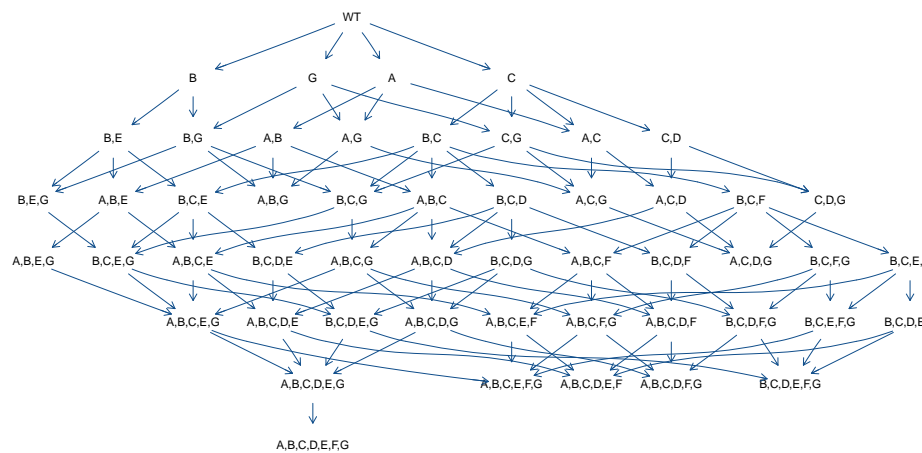 WT
B G A C
B,E B,G A,B A,G B,C C,G A,C C,D
B,E,G A,B,E B,C,E A,B,G B,C,G A,B,C B,C,D A,C,G A,C,D B,C,F C,D,G
A,B,E,G B,C,E,G A,B,C,E B,C,D,E A,B,C,G A,B,C,D B,C,D,G A,B,C,F B,C,D,F A,C,D,G B,C,F,G B,C,E,
A,B,C,E,G A,B,C,D,E B,C,D,E,G A,B,C,D,G A,B,C,E,F A,B,C,F,G A,B,C,D,F B,C,D,F,G B,C,E,F,G B,C,D,E
A,B,C,D,E,G A,B,C,E,F,G A,B,C,D,E,F A,B,C,D,F,G B,C,D,E,F,G
A,B,C,D,E,F,G